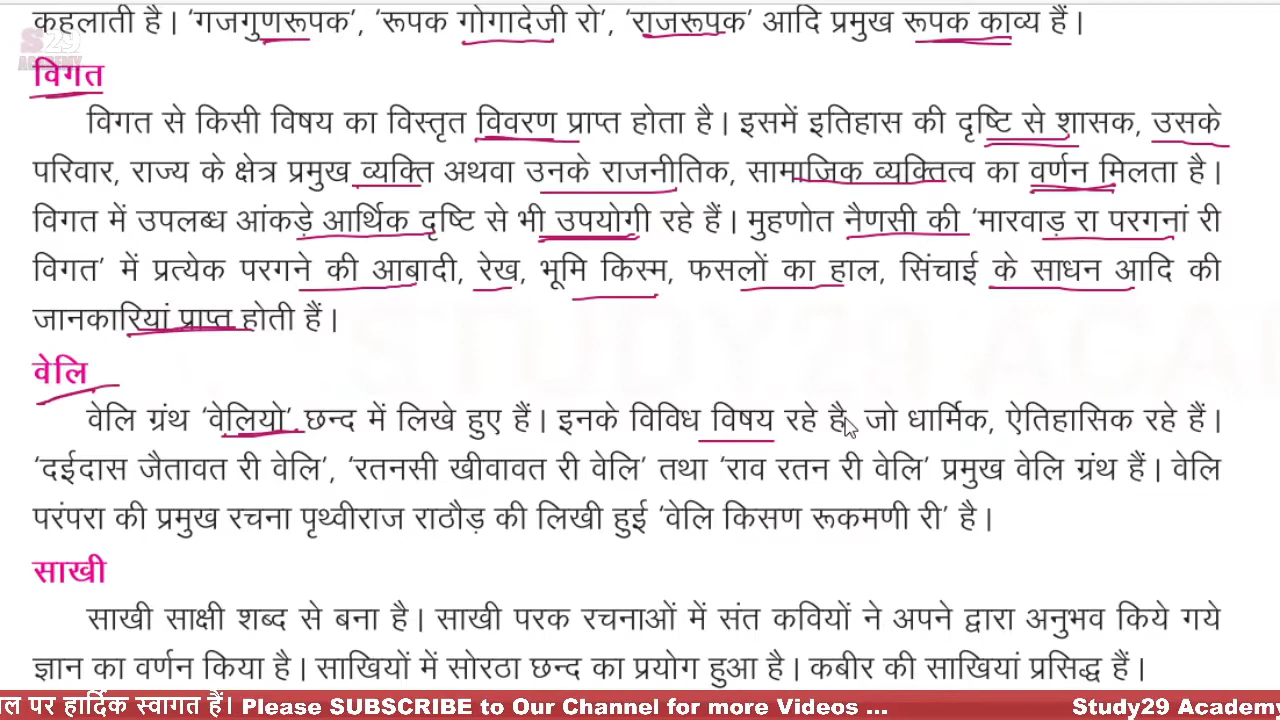 कहलाती है। 'गजगुणरूपक', 'रूपक गोगादेजी रो', 'राजरूपक' आदि प्रमुख रूपक काव्य हैं।
S29
ACADEMY
विगत
विगत से किसी विषय का विस्तृत विवरण प्राप्त होता है। इसमें इतिहास की दृष्टि से शासक, उसके
परिवार, राज्य के क्षेत्र प्रमुख व्यक्ति अथवा उनके राजनीतिक, सामाजिक व्यक्तित्व का वर्णन मिलता है।
विगत में उपलब्ध आंकड़े आर्थिक दृष्टि से भी उपयोगी रहे हैं। मुहणोत नैणसी की 'मारवाड़ रा परगनां री
विगत' में प्रत्येक परगने की आबादी, रेख, भूमि किस्म, फसलों का हाल, सिंचाई के साधन आदि की
जानकारियां प्राप्त होती हैं।
STUDY29 ACA
वेलि
वेलि ग्रंथ 'वेलियो' छन्द में लिखे हुए हैं। इनके विविध विषय रहे है, जो धार्मिक, ऐतिहासिक रहे हैं।
'दईदास जैतावत री वेलि', 'रतनसी खीवावत री वेलि' तथा 'राव रतन री वेलि' प्रमुख वेलि ग्रंथ हैं। वेलि
परंपरा की प्रमुख रचना पृथ्वीराज राठौड़ की लिखी हुई 'वेलि किसण रूकमणी री' है।
साखी
साखी साक्षी शब्द से बना है। साखी परक रचनाओं में संत कवियों ने अपने द्वारा अनुभव किये गये
ज्ञान का वर्णन किया है। साखियों में सोरठा छन्द का प्रयोग हुआ है। कबीर की साखियां प्रसिद्ध हैं।
ल पर हार्दिक स्वागत हैं। Please SUBSCRIBE to Our Channel for more Videos ... Study29 Academy